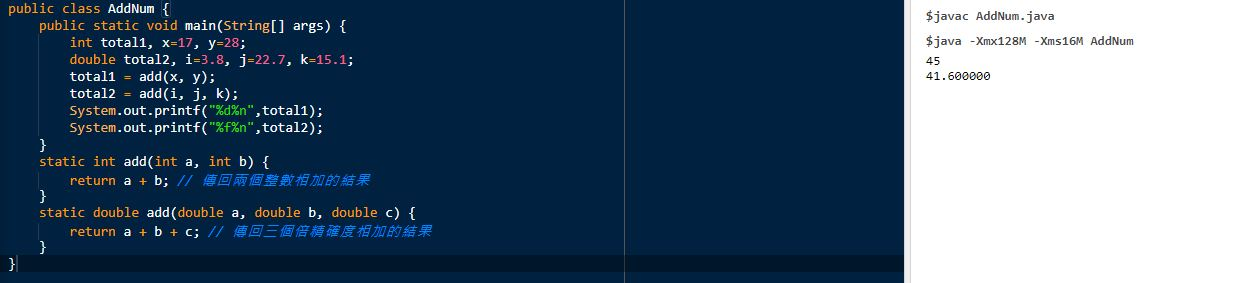 public class AddNum {
    public static void main(String[] args) {
        int total1, x=17, y=28;
        double total2, i=3.8, j=22.7, k=15.1;
        total1 = add(x, y);
        total2 = add(i, j, k);
        System.out.printf("%d%n",total1);
        System.out.printf("%f%n",total2);
    }
    static int add(int a, int b) {
        return a + b; // 傳回兩個整數相加的結果
    }
    static double add(double a, double b, double c) {
        return a + b + c; // 傳回三個倍精確度相加的結果
    }
}
$javac AddNum.java
$java -Xmx128M -Xms16M AddNum
45
41.600000